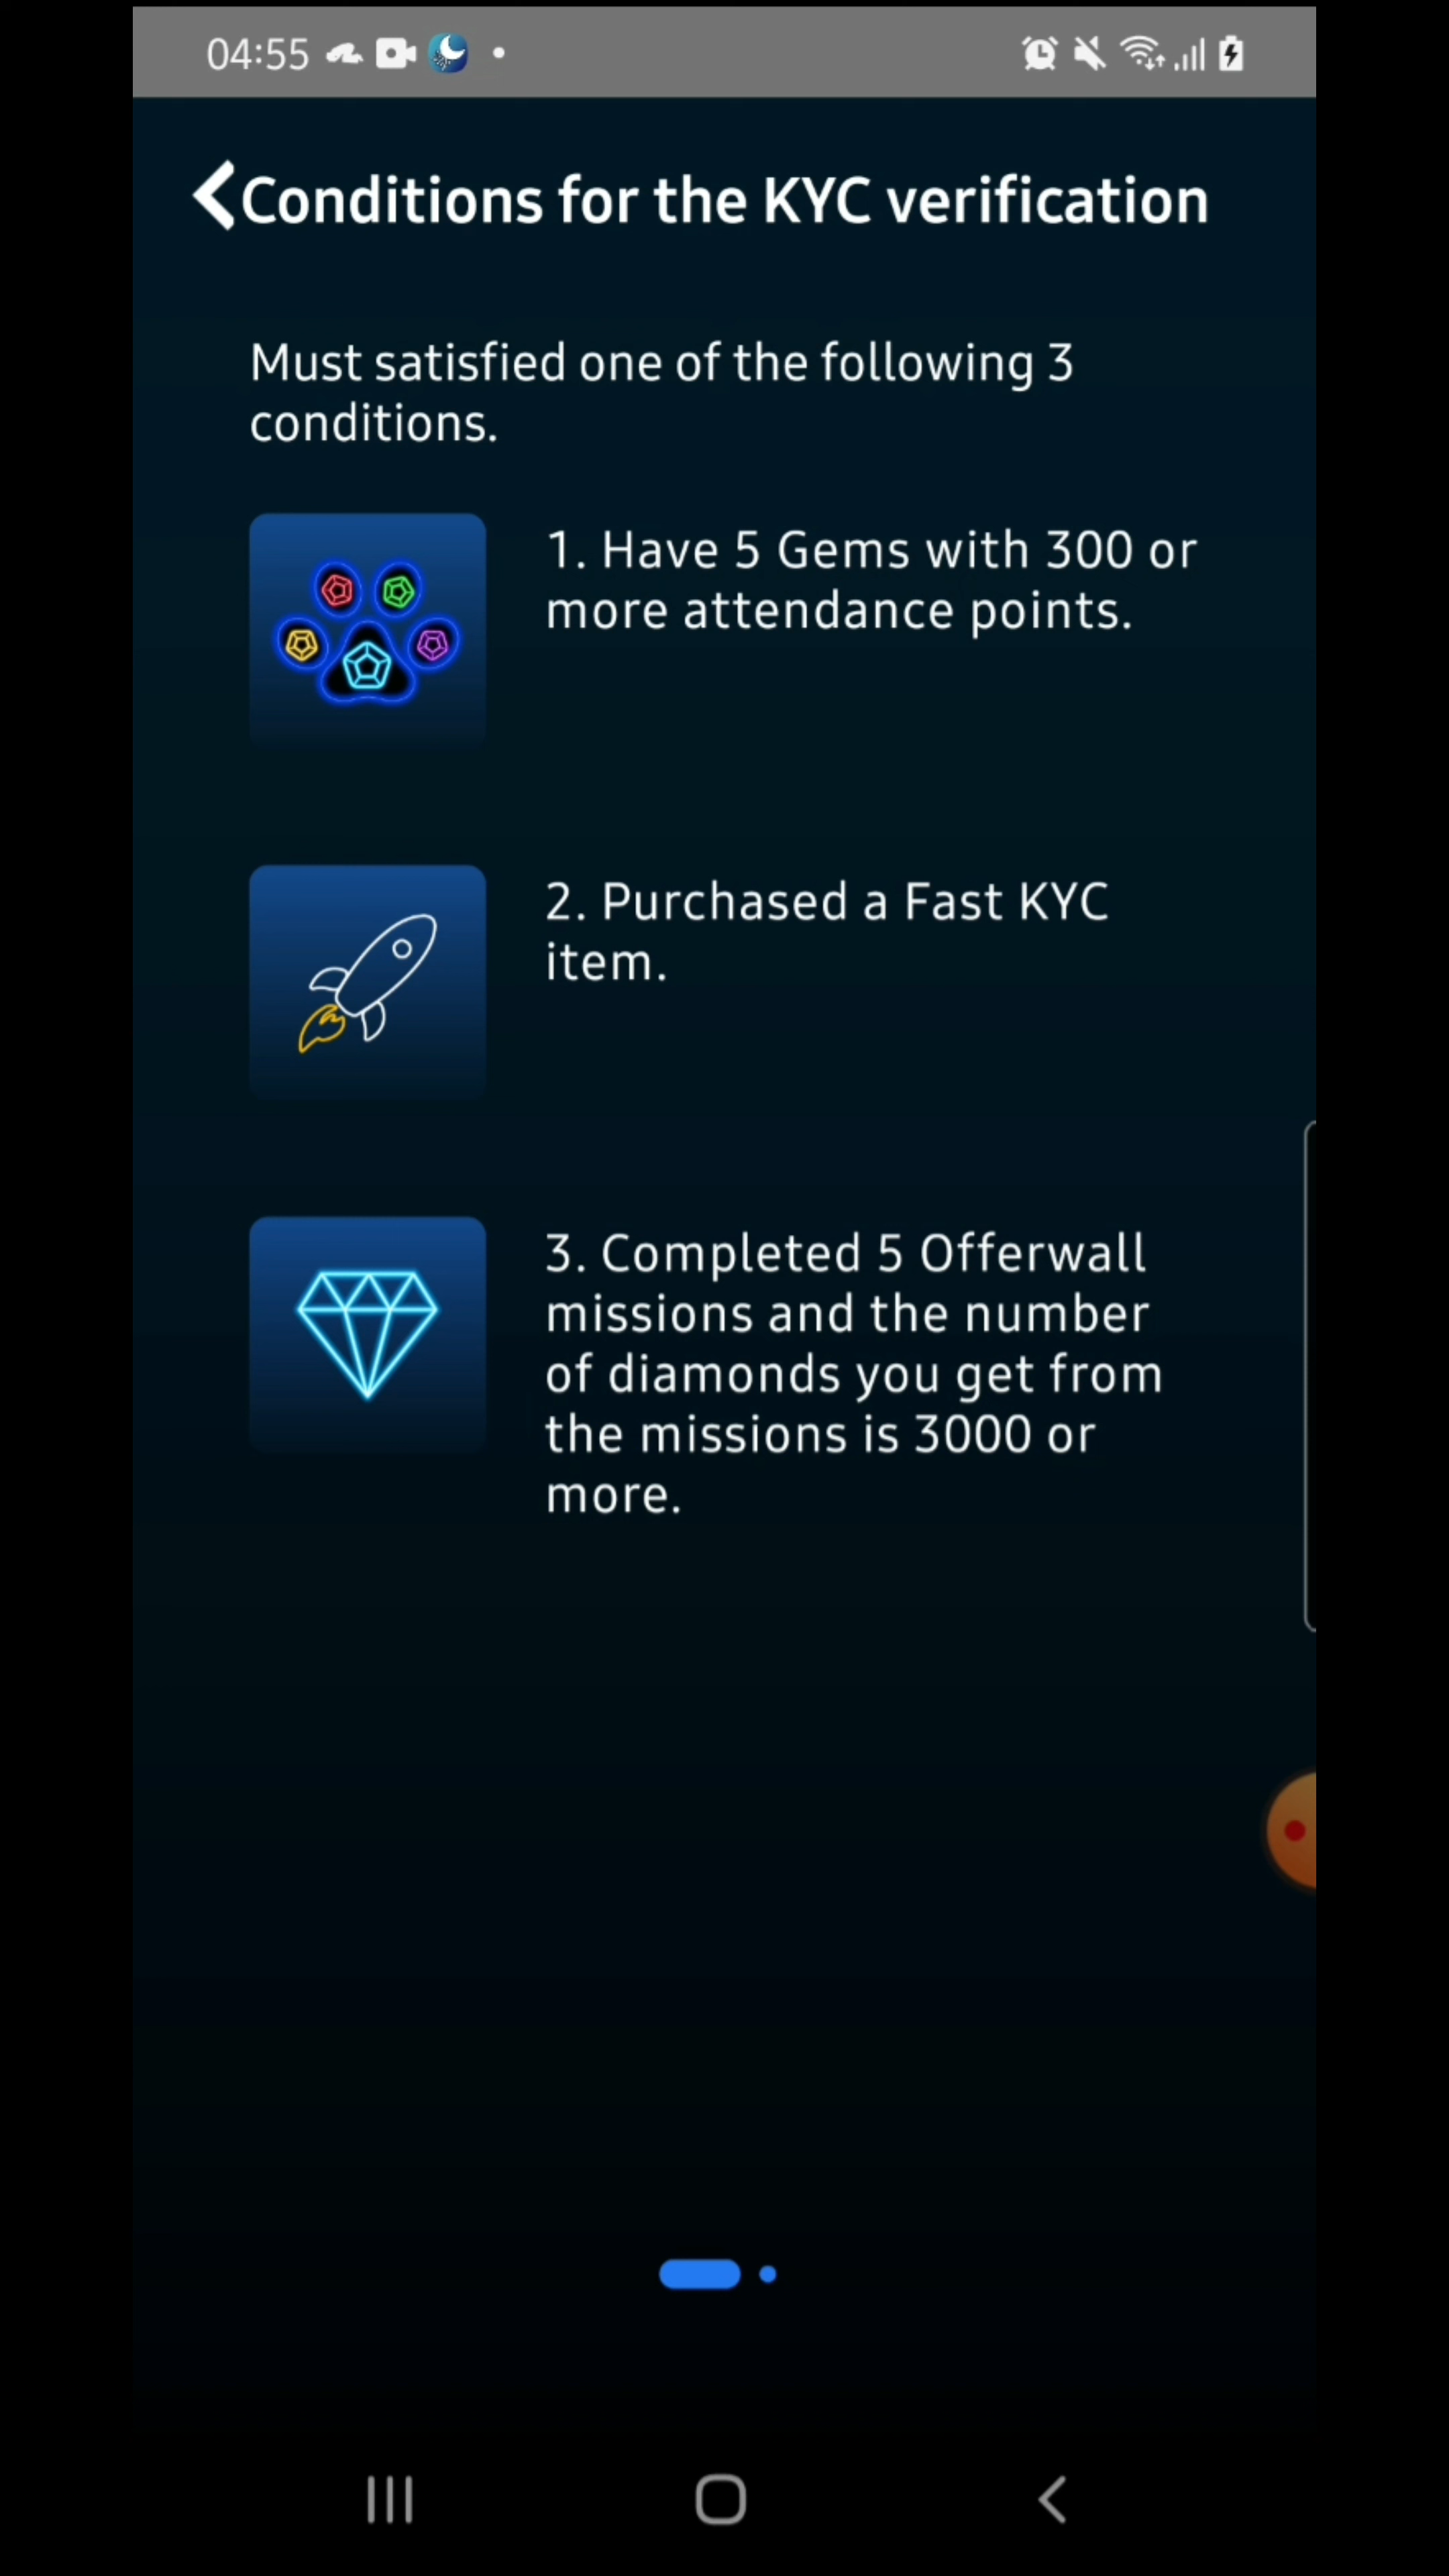 04:55
Conditions for the KYC verification
Must satisfied one of the following 3
conditions.
1. Have 5 Gems with 300 or
more attendance points.
2. Purchased a Fast KYC
item.
3. Completed 5 Offerwall
missions and the number
of diamonds you get from
the missions is 3000 or
more.